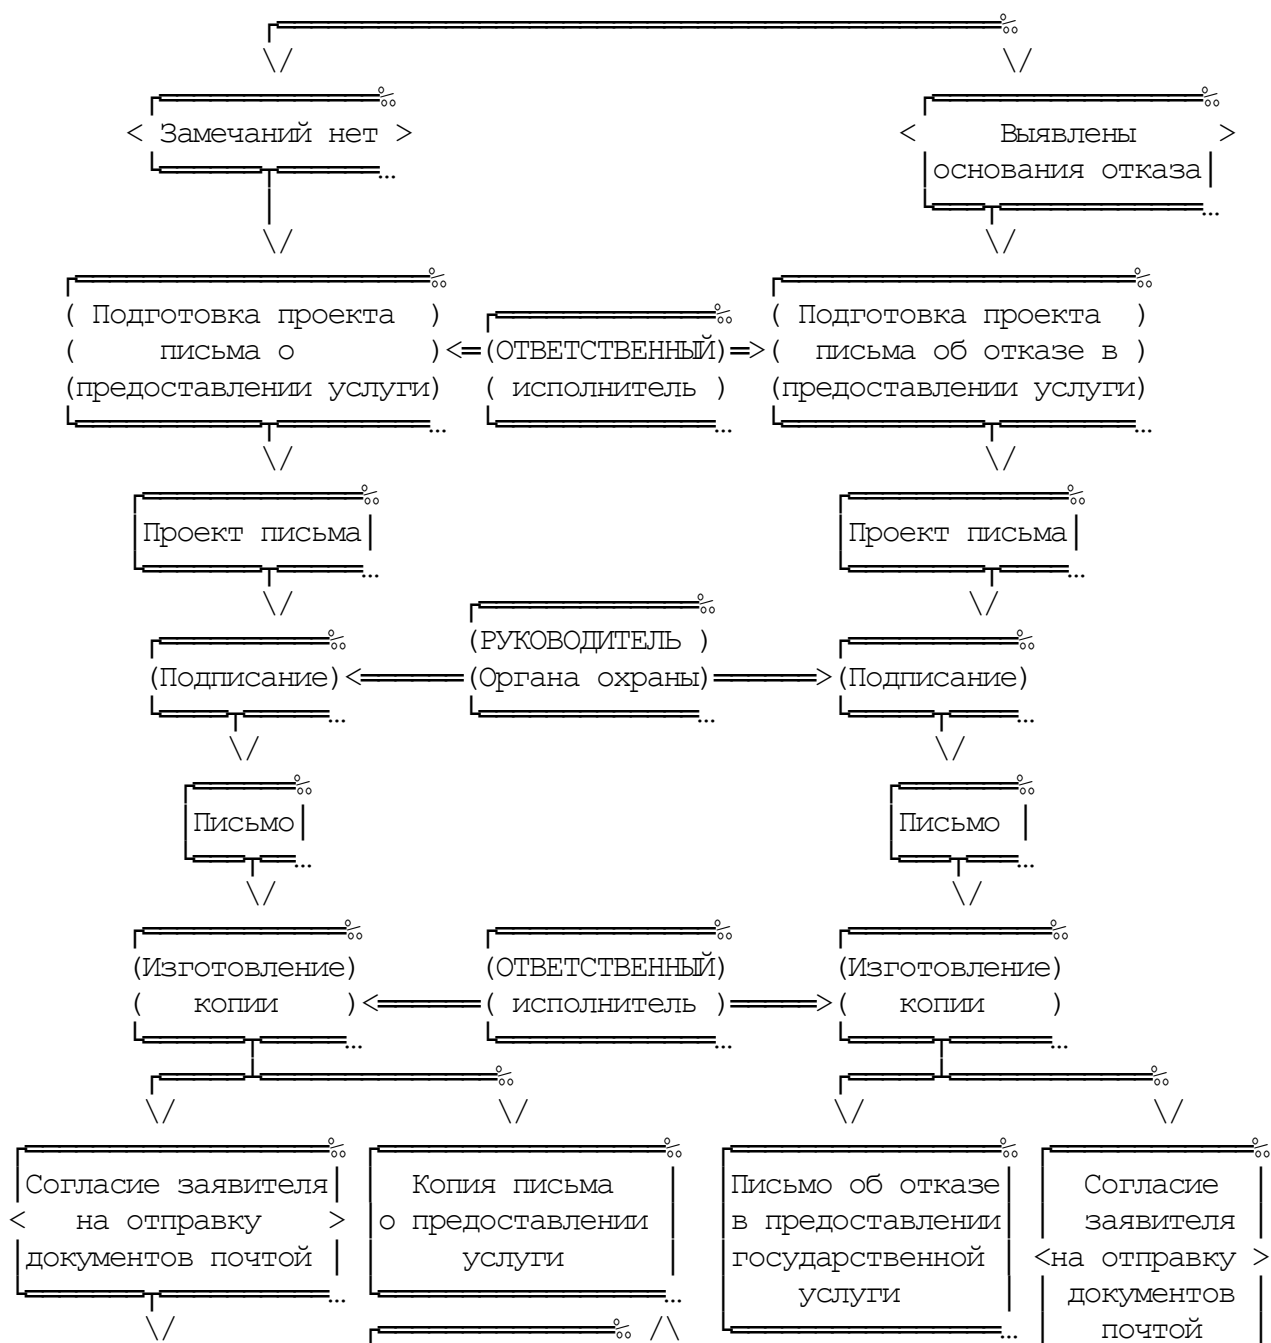 Замечаний нет
Выявлены
основания отказа
Подготовка проекта
письма о
предоставлении услуги
ОТВЕТСТВЕННЫЙ
исполнитель
Подготовка проекта
письма об отказе в
предоставлении услуги
Проект письма
Проект письма
РУКОВОДИТЕЛЬ
Органа охраны
Подписание
Подписание
Письмо
Письмо
Изготовление
копии
ОТВЕТСТВЕННЫЙ
исполнитель
Изготовление
копии
Согласие заявителя
на отправку
документов почтой
Копия письма
о предоставлении
услуги
Письмо об отказе
в предоставлении
государственной
услуги
Согласие
заявителя
на отправку
документов
почтой